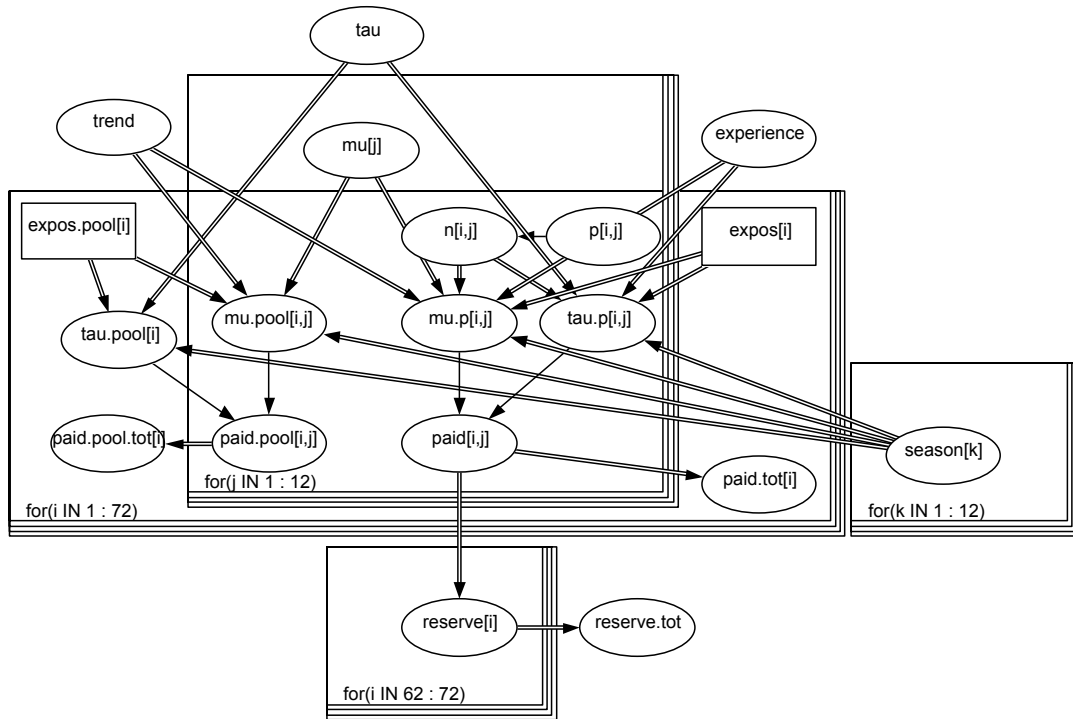 tau
trend
experience
mu[j]
expos.pool[i]
n[i,j]
p[i,j]
expos[i]
tau.pool[i]
mu.pool[i,j]
mu.p[i,j]
tau.p[i,j]
paid.pool.tot[i]
paid.pool[i,j]
paid[i,j]
season[k]
paid.tot[i]
for(j IN 1 : 12)
for(i IN 1 : 72)
for(k IN 1 : 12)
reserve[i]
reserve.tot
for(i IN 62 : 72)